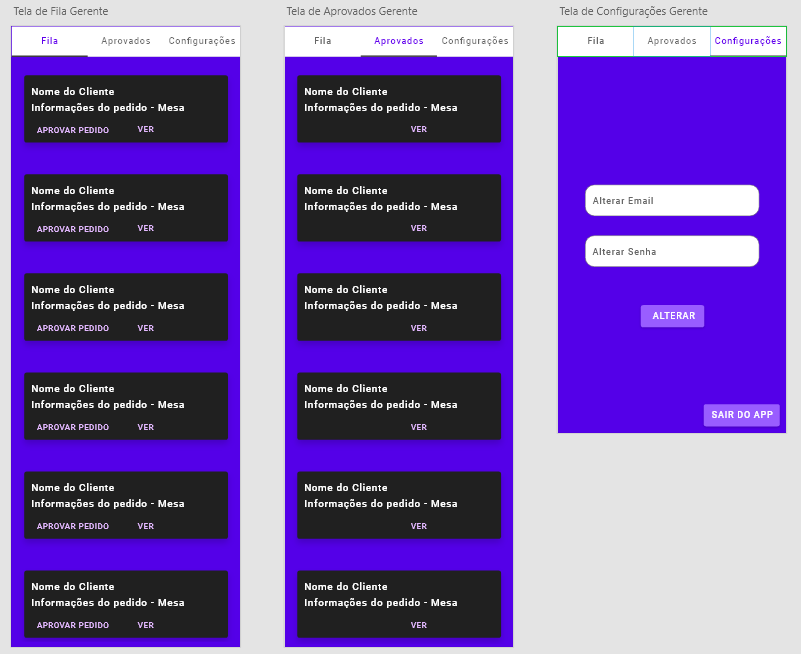 Tela de Fila Gerente
Fila Aprovados Configurações
Nome do Cliente
Informações do pedido - Mesa
APROVAR PEDIDO VER
Nome do Cliente
Informações do pedido - Mesa
APROVAR PEDIDO VER
Nome do Cliente
Informações do pedido - Mesa
APROVAR PEDIDO VER
Nome do Cliente
Informações do pedido - Mesa
APROVAR PEDIDO VER
Nome do Cliente
Informações do pedido - Mesa
APROVAR PEDIDO VER
Nome do Cliente
Informações do pedido - Mesa
APROVAR PEDIDO VER
Tela de Aprovados Gerente
Fila Aprovados Configurações
Nome do Cliente
Informações do pedido - Mesa
VER
Nome do Cliente
Informações do pedido - Mesa
VER
Nome do Cliente
Informações do pedido - Mesa
VER
Nome do Cliente
Informações do pedido - Mesa
VER
Nome do Cliente
Informações do pedido - Mesa
VER
Nome do Cliente
Informações do pedido - Mesa
VER
Tela de Configurações Gerente
Fila Aprovados Configurações
Alterar Email
Alterar Senha
ALTERAR
SAIR DO APP